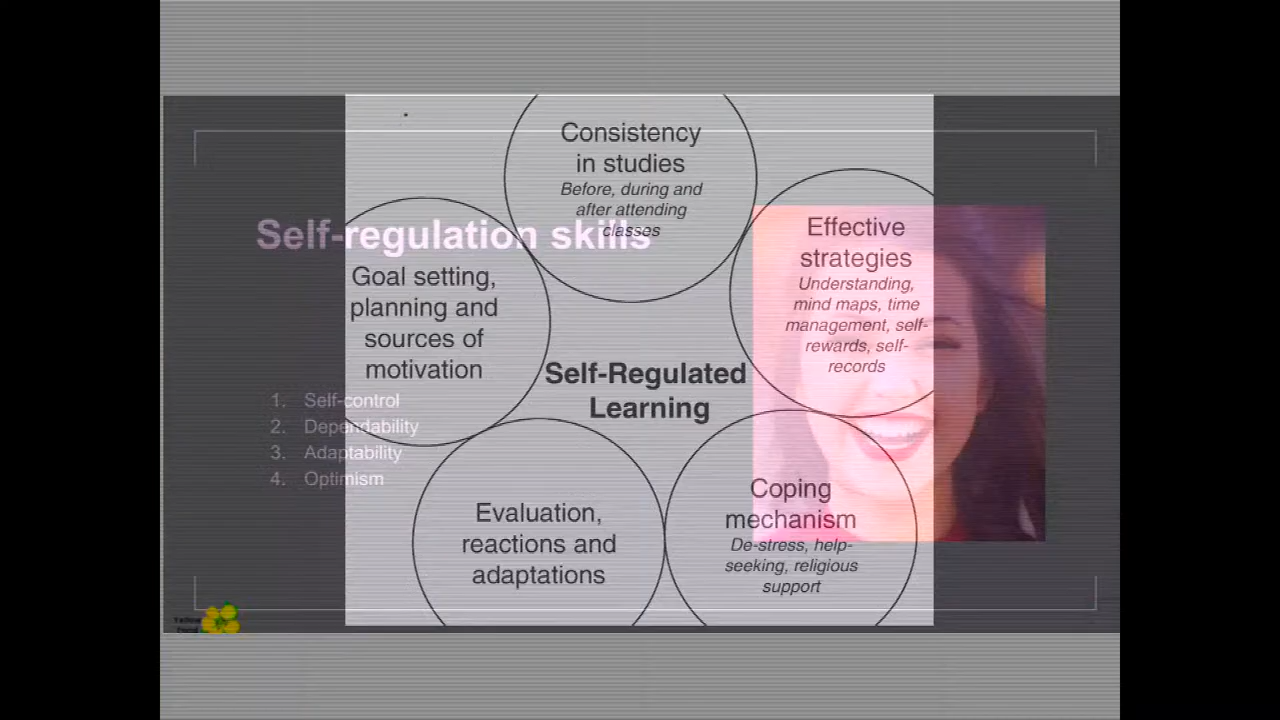 Consistency
in studies
Before, during and
after attending
classes
Self-regulation skills
Effective
strategies
Understanding,
mind maps, time
management, self-
rewards, self-
records
Goal setting,
planning and
sources of
motivation
Self-Regulated
Learning
1. Self-control
2. Dependability
3. Adaptability
4. Optimism
Evaluation,
reactions and
adaptations
Coping
mechanism
De-stress, help-
seeking, religious
support